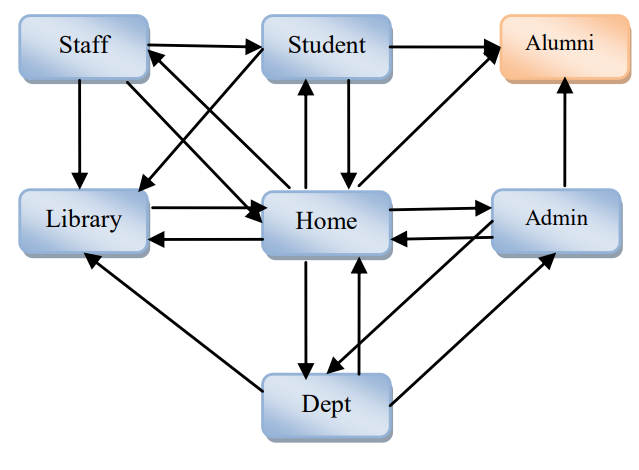 Staff
Student
Alumni
Library
Home
Admin
Dept